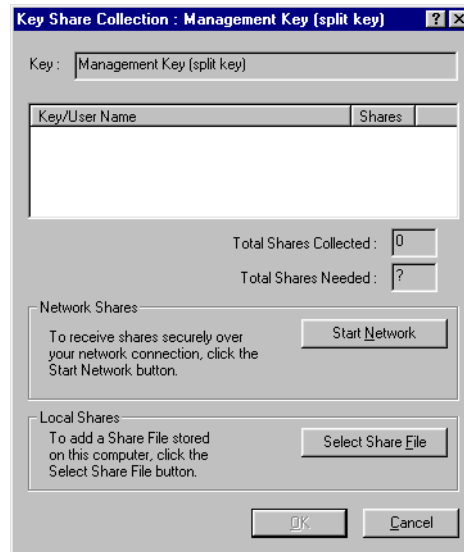 Key Share Collection : Management Key (split key)
Key : Management Key (split key)
Key/User Name Shares
Total Shares Collected : 0
Total Shares Needed : ?
Network Shares
To receive shares securely over
your network connection, click the
Start Network button.
Start Network
Local Shares
To add a Share File stored
on this computer, click the
Select Share File button.
Select Share File
OK Cancel